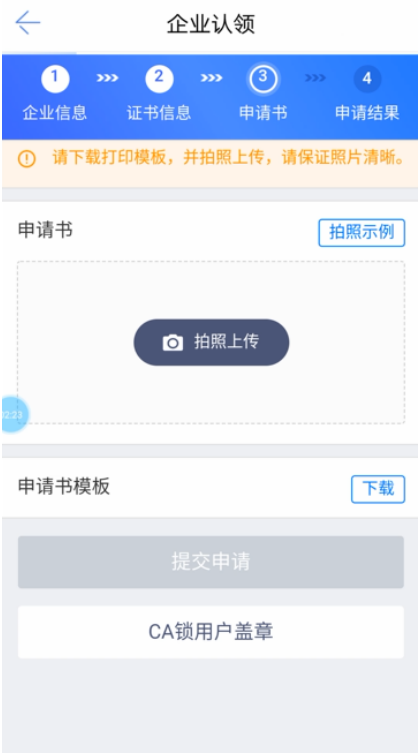 企业认领
1 2 3 4
企业信息 证书信息 申请书 申请结果
请下载打印模板，并拍照上传，请保证照片清晰。
申请书 拍照示例
拍照上传
02:23
申请书模板 下载
提交申请
CA锁用户盖章